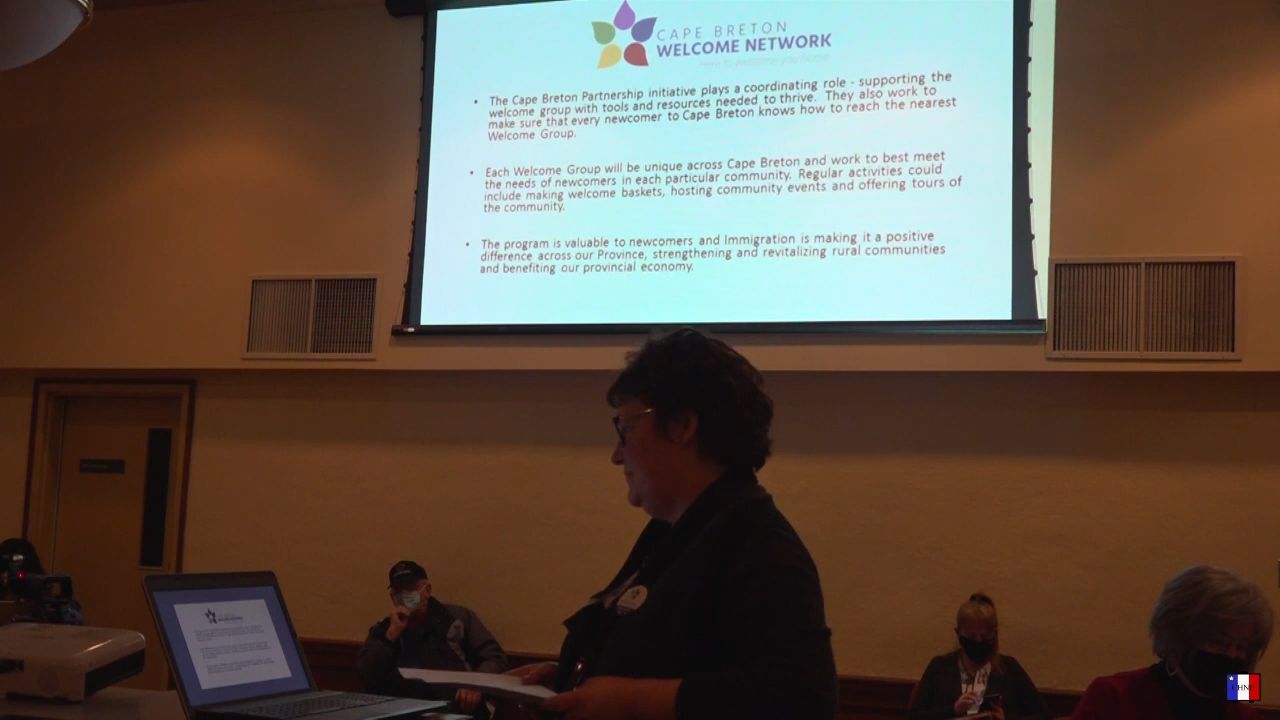 CAPE BRETON
WELCOME NETWORK
Here to welcome you home
• The Cape Breton Partnership initiative plays a coordinating role - supporting the
welcome group with tools and resources needed to thrive. They also work to
make sure that every newcomer to Cape Breton knows how to reach the nearest
Welcome Group.
• Each Welcome Group will be unique across Cape Breton and work to best meet
the needs of newcomers in each particular community. Regular activities could
include making welcome baskets, hosting community events and offering tours of
the community.
• The program is valuable to newcomers and Immigration is making it a positive
difference across our Province, strengthening and revitalizing rural communities
and benefiting our provincial economy.